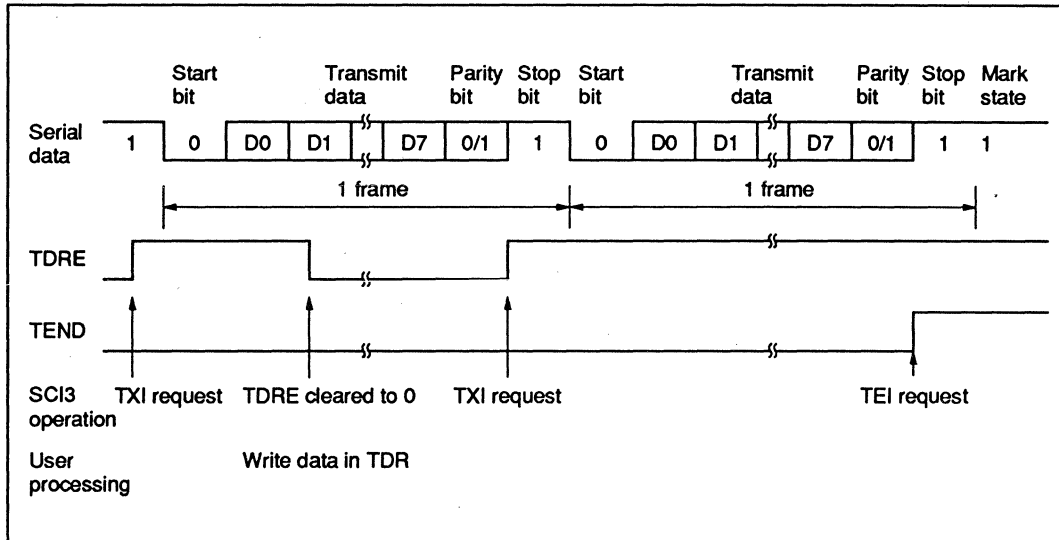 Start bit Transmit data Parity bit Stop bit Start bit Transmit data Parity bit Stop bit Mark state
Serial data 1 0 D0 D1 D7 0/1 1 0 D0 D1 D7 0/1 1 1
1 frame 1 frame
TDRE
TEND
SCI3 operation TXI request TDRE cleared to 0 TXI request TEI request
User processing Write data in TDR